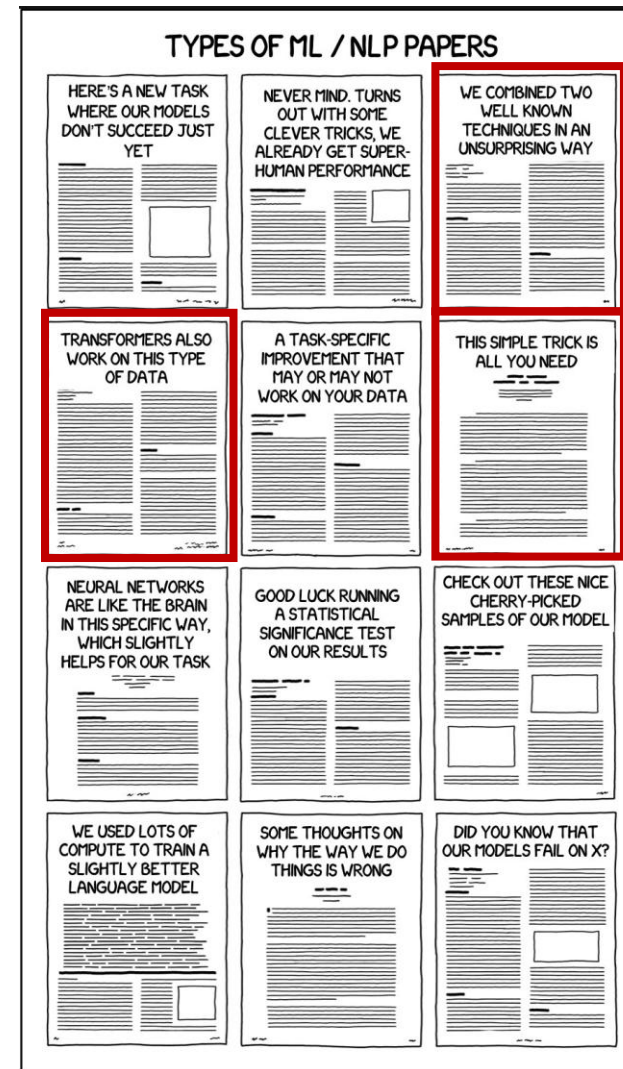 TYPES OF ML / NLP PAPERS
HERE'S A NEW TASK
WHERE OUR MODELS
DON'T SUCCEED JUST
YET
NEVER MIND. TURNS
OUT WITH SOME
CLEVER TRICKS, WE
ALREADY GET SUPER-
HUMAN PERFORMANCE
WE COMBINED TWO
WELL KNOWN
TECHNIQUES IN AN
UNSURPRISING WAY
TRANSFORMERS ALSO
WORK ON THIS TYPE
OF DATA
A TASK-SPECIFIC
IMPROVEMENT THAT
MAY OR MAY NOT
WORK ON YOUR DATA
THIS SIMPLE TRICK IS
ALL YOU NEED
NEURAL NETWORKS
ARE LIKE THE BRAIN
IN THIS SPECIFIC WAY,
WHICH SLIGHTLY
HELPS FOR OUR TASK
GOOD LUCK RUNNING
A STATISTICAL
SIGNIFICANCE TEST
ON OUR RESULTS
CHECK OUT THESE NICE
CHERRY-PICKED
SAMPLES OF OUR MODEL
WE USED LOTS OF
COMPUTE TO TRAIN A
SLIGHTLY BETTER
LANGUAGE MODEL
SOME THOUGHTS ON
WHY THE WAY WE DO
THINGS IS WRONG
DID YOU KNOW THAT
OUR MODELS FAIL ON X?